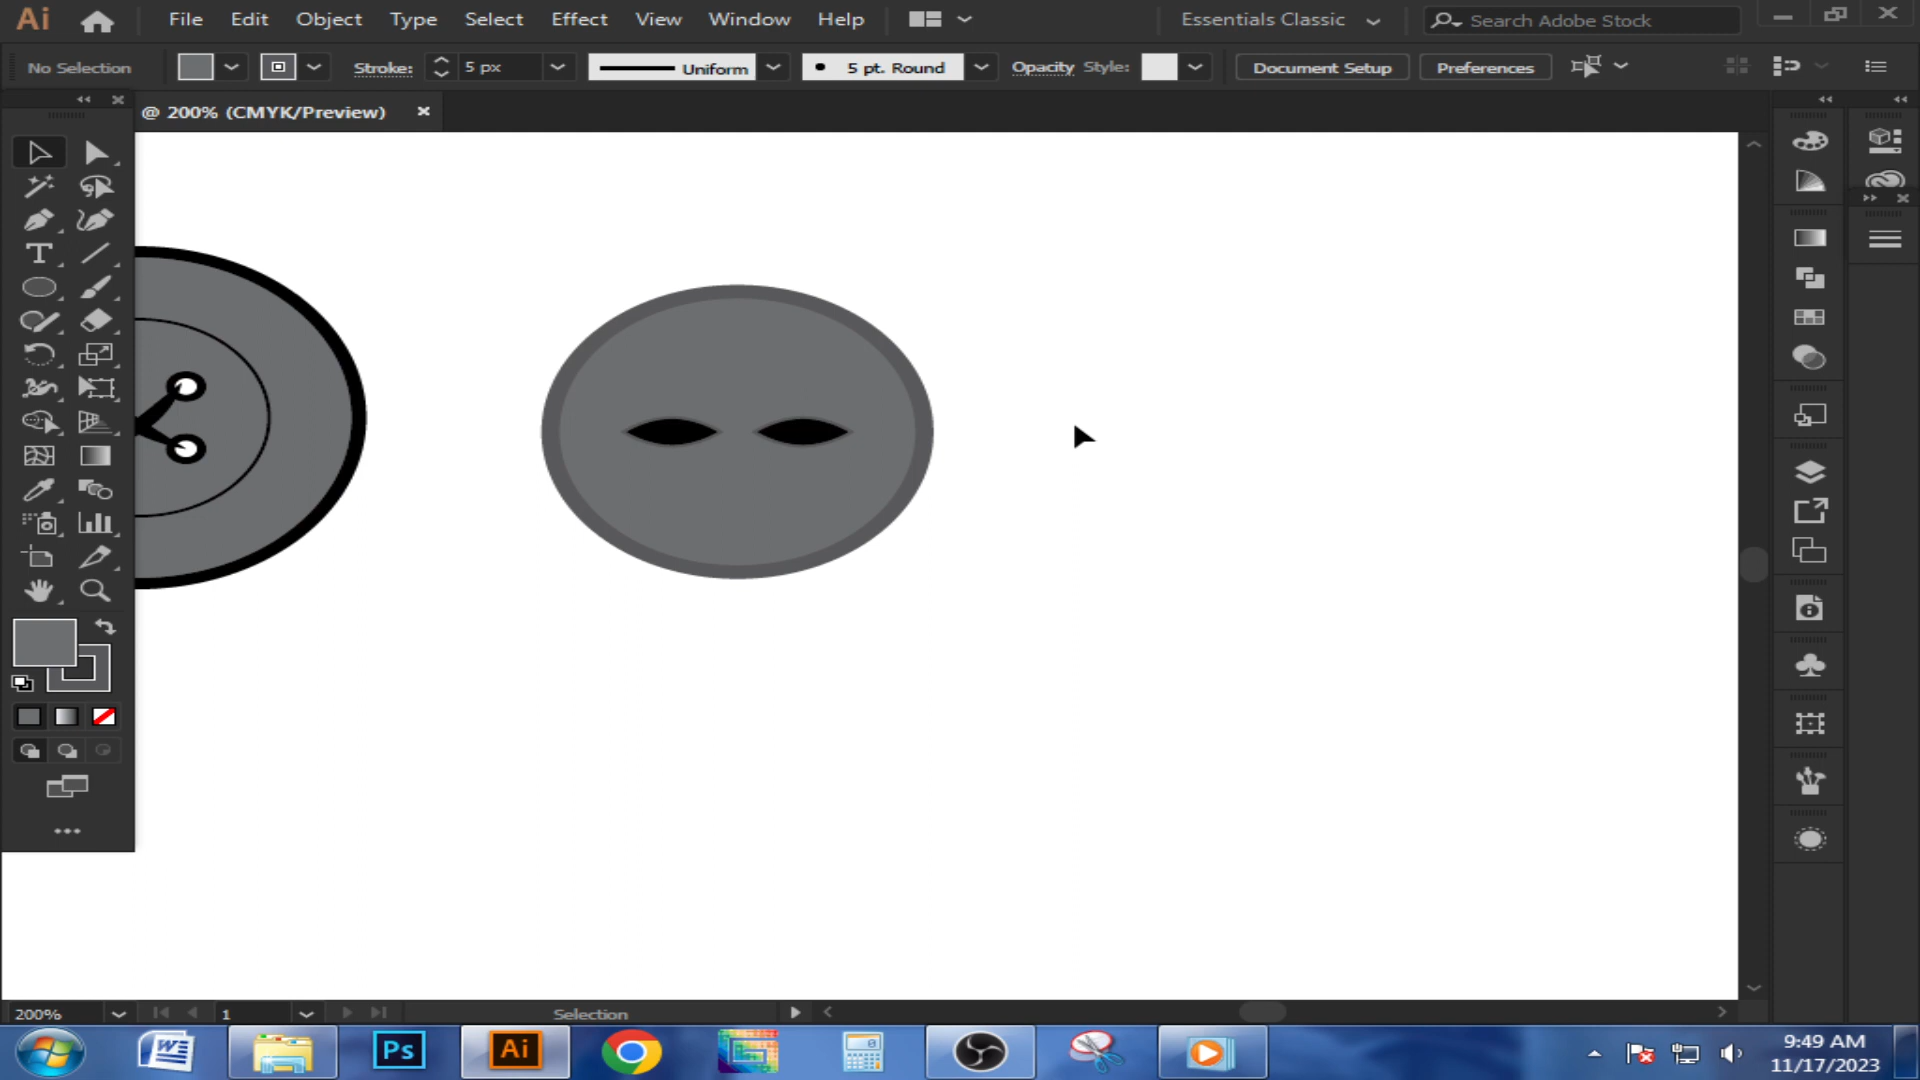 Ai File Edit Object Type Select Effect View Window Help Essentials Classic Search Adobe Stock
No Selection Stroke: 5 px Uniform 5 pt. Round Opacity Style: Document Setup Preferences
@ 200% (CMYK/Preview)
200% 1 Selection
W Ps Ai 9:49 AM
11/17/2023